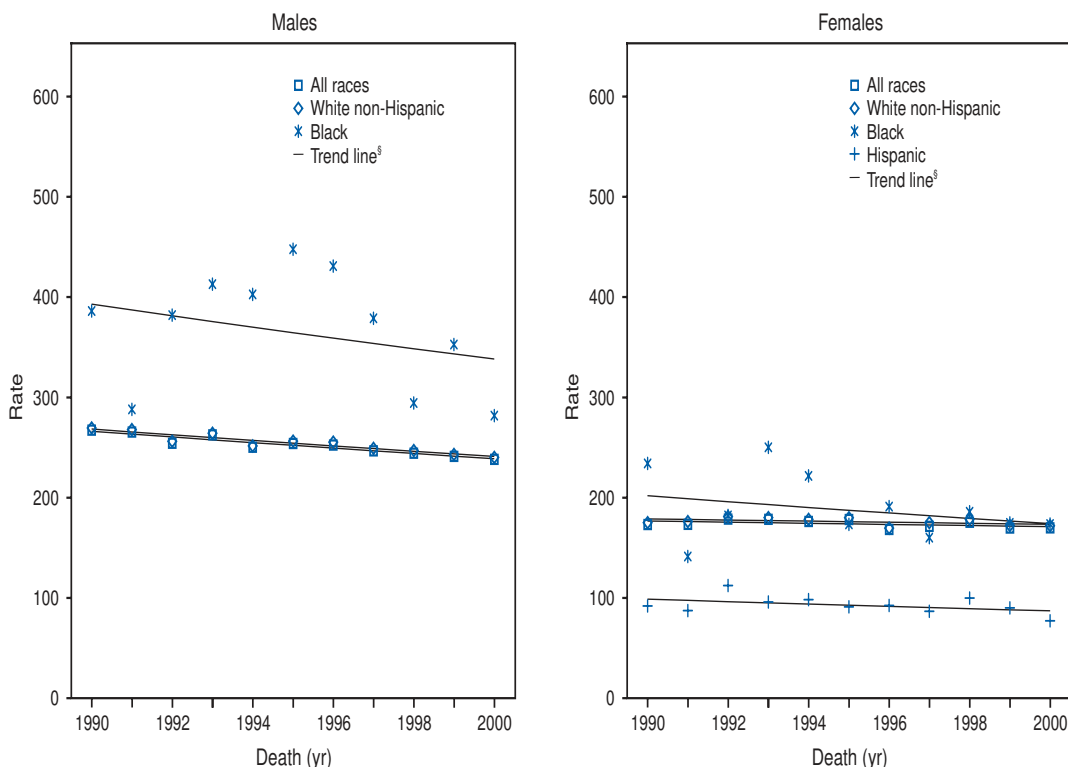 Males
All races
White non-Hispanic
Black
Trend line§
Rate
600
500
400
300
200
100
0
1990
1992
1994
1996
1998
2000
Death (yr)
Females
All races
White non-Hispanic
Black
Hispanic
Trend line§
Rate
600
500
400
300
200
100
0
1990
1992
1994
1996
1998
2000
Death (yr)